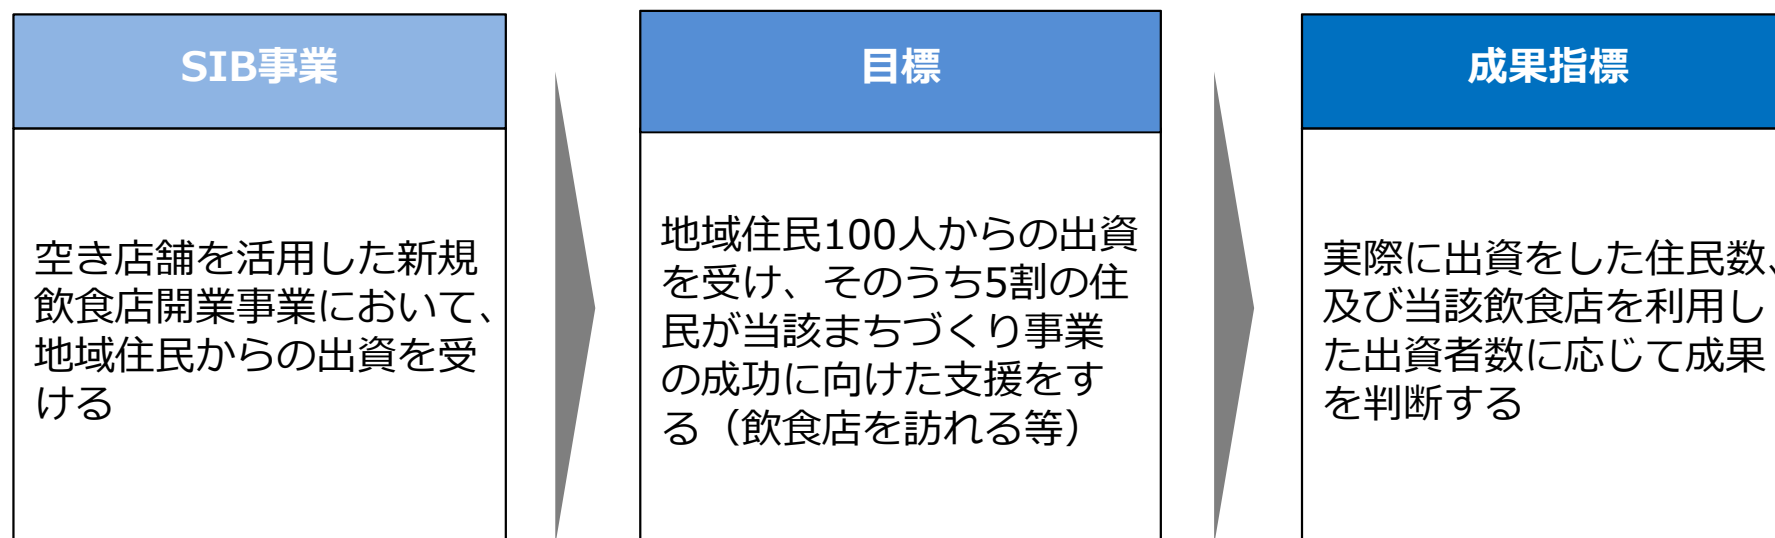 SIB事業
空き店舗を活用した新規
飲食店開業事業において、
地域住民からの出資を受
ける
目標
地域住民100人からの出資
を受け、そのうち5割の住
民が当該まちづくり事業
の成功に向けた支援をす
る（飲食店を訪れる等）
成果指標
実際に出資をした住民数、
及び当該飲食店を利用し
た出資者数に応じて成果
を判断する